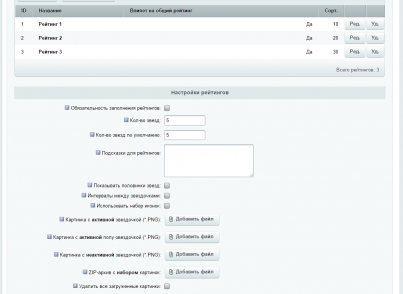 ID Название Влияет на общий рейтинг Сорт.
1 Рейтинг 1 Да 10 Ред. Уд.
2 Рейтинг 2 Да 20 Ред. Уд.
3 Рейтинг 3 Да 30 Ред. Уд.
Всего рейтингов: 3
Настройки рейтингов
Обязательность заполнения рейтингов:
Кол-во звезд: 5
Кол-во звезд по умолчанию: 5
Подсказки для рейтингов:
Показывать половинки звезд:
Интервалы между звездочками:
Использовать набор иконок:
Картинка с активной звездочкой (*.PNG): Добавить файл
Картинка с активной полу-звездочкой (*.PNG): Добавить файл
Картинка с неактивной звездочкой (*.PNG): Добавить файл
ZIP-архив с набором картинок: Добавить файл
Удалить все загруженные картинки: